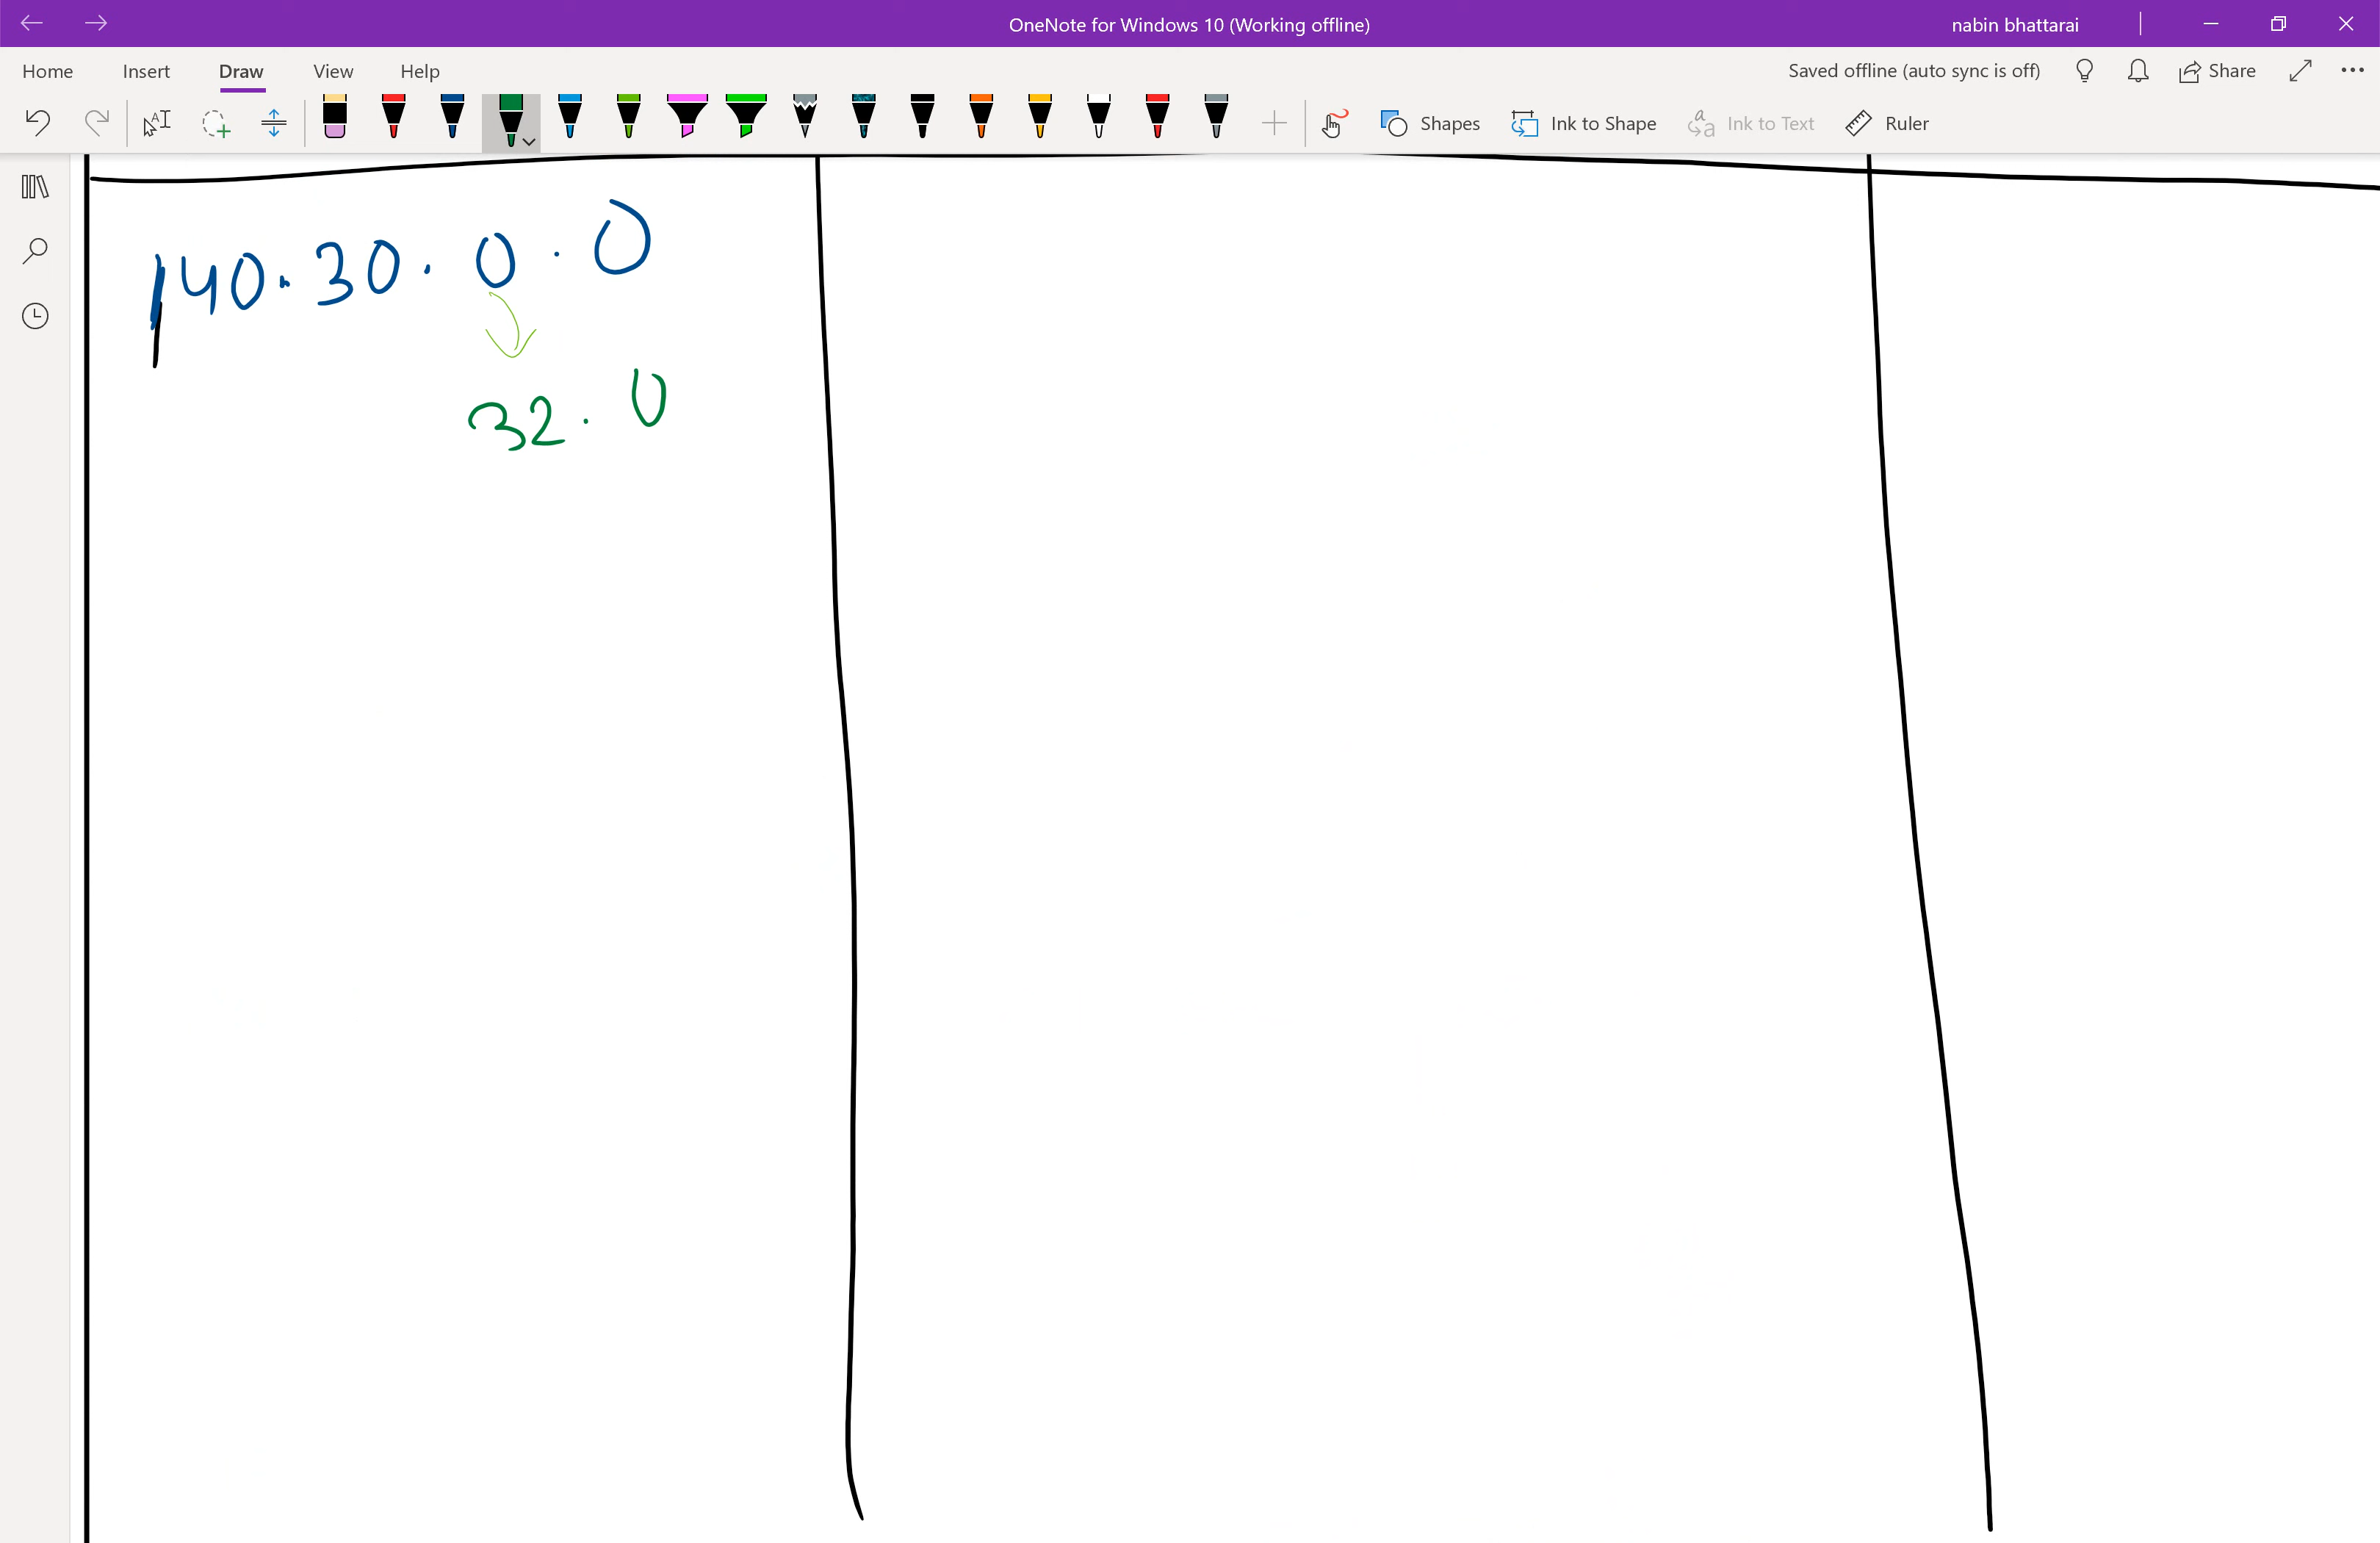 OneNote for Windows 10 (Working offline)
nabin bhattarai
Home Insert Draw View Help
Saved offline (auto sync is off)
Share
Shapes
Ink to Shape
Ink to Text
Ruler
140.30.0.0
32.0